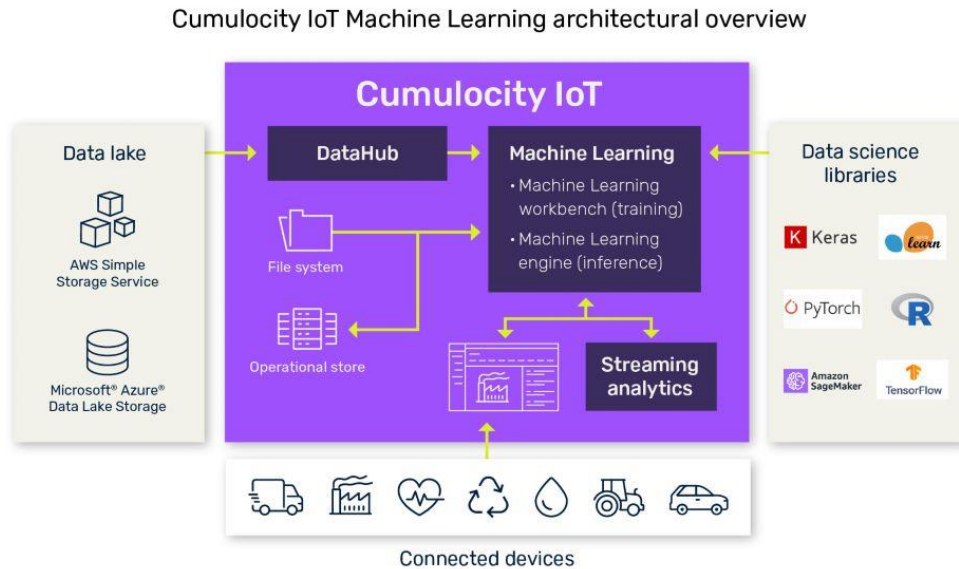 Cumulocity IoT Machine Learning architectural overview
Cumulocity IoT
Data lake
AWS Simple
Storage Service
Microsoft® Azure®
Data Lake Storage
DataHub
File system
Operational store
Machine Learning
• Machine Learning
workbench (training)
• Machine Learning
engine (inference)
Streaming
analytics
Data science
libraries
K Keras
learn
PyTorch
R
Amazon
SageMaker
TensorFlow
Connected devices